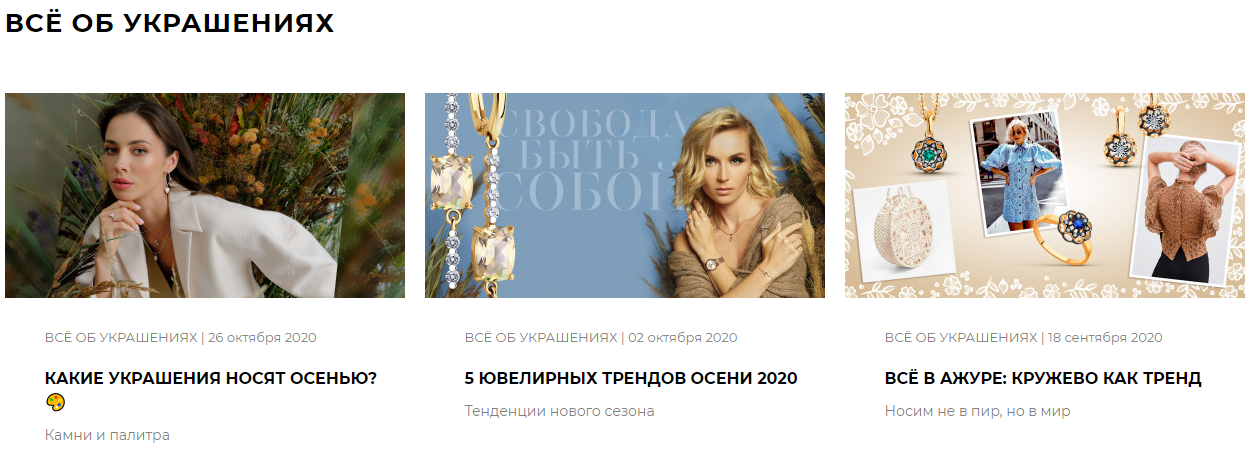 ВСЁ ОБ УКРАШЕНИЯХ
СВОБОДА
БЫТЬ
СОБОЙ
ВСЁ ОБ УКРАШЕНИЯХ | 26 октября 2020
КАКИЕ УКРАШЕНИЯ НОСЯТ ОСЕНЬЮ?
🎨
Камни и палитра
ВСЁ ОБ УКРАШЕНИЯХ | 02 октября 2020
5 ЮВЕЛИРНЫХ ТРЕНДОВ ОСЕНИ 2020
Тенденции нового сезона
ВСЁ ОБ УКРАШЕНИЯХ | 18 сентября 2020
ВСЁ В АЖУРЕ: КРУЖЕВО КАК ТРЕНД
Носим не в пир, но в мир